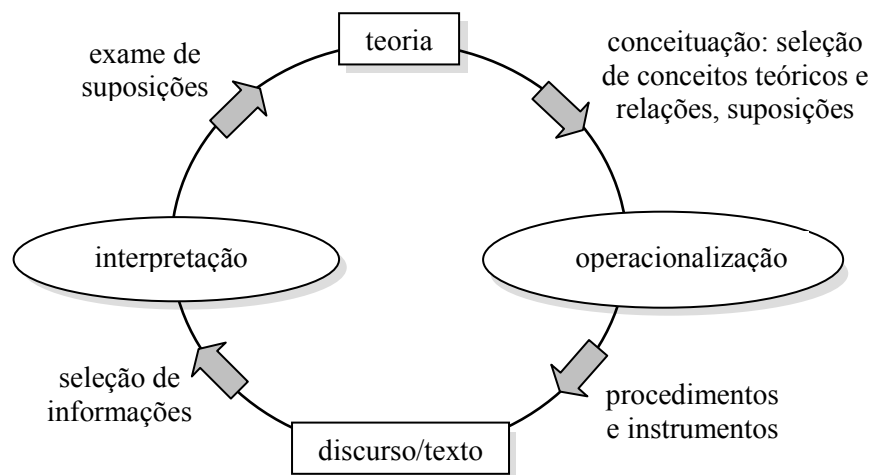 teoria
exame de
suposições
conceituação: seleção
de conceitos teóricos e
relações, suposições
interpretação
operacionalização
seleção de
informações
procedimentos
e instrumentos
discurso/texto